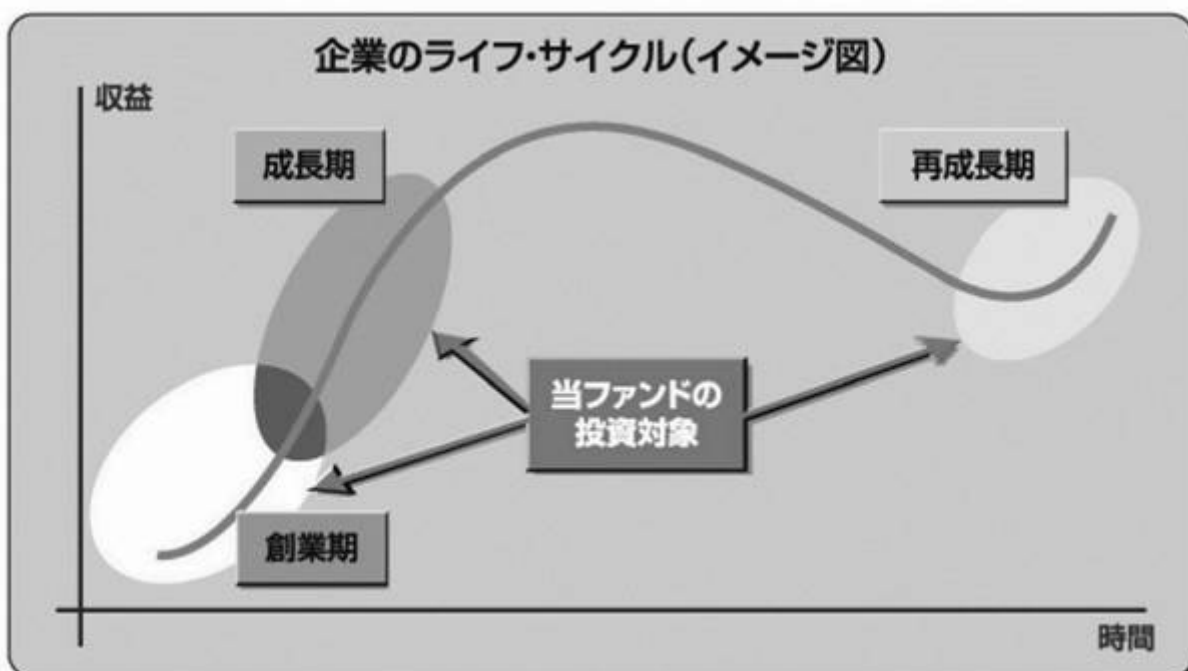 企業のライフ・サイクル(イメージ図)
収益
成長期
再成長期
当ファンドの
投資対象
創業期
時間